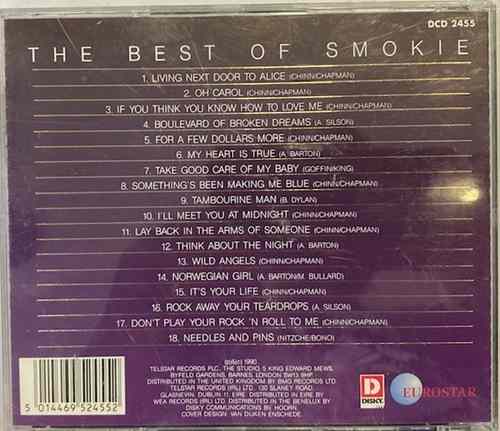 DCD 2455
THE BEST OF SMOKIE
1. LIVING NEXT DOOR TO ALICE (CHINN/CHAPMAN)
2. OH CAROL (CHINN/CHAPMAN)
3. IF YOU THINK YOU KNOW HOW TO LOVE ME (CHINN/CHAPMAN)
4. BOULEVARD OF BROKEN DREAMS (A. SILSON)
5. FOR A FEW DOLLARS MORE (CHINN/CHAPMAN)
6. MY HEART IS TRUE (A. BARTON)
7. TAKE GOOD CARE OF MY BABY (GOFFIN/KING)
8. SOMETHING'S BEEN MAKING ME BLUE (CHINN/CHAPMAN)
9. TAMBOURINE MAN (B. DYLAN)
10. I'LL MEET YOU AT MIDNIGHT (CHINN/CHAPMAN)
11. LAY BACK IN THE ARMS OF SOMEONE (CHINN/CHAPMAN)
12. THINK ABOUT THE NIGHT (A. BARTON)
13. WILD ANGELS (CHINN/CHAPMAN)
14. NORWEGIAN GIRL (A. BARTON/M. BULLARD)
15. IT'S YOUR LIFE (CHINN/CHAPMAN)
16. ROCK AWAY YOUR TEARDROPS (A. SILSON)
17. DON'T PLAY YOUR ROCK 'N ROLL TO ME (CHINN/CHAPMAN)
18. NEEDLES AND PINS (NITZCHE/BONO)
1990
TELSTAR RECORDS PLC. THE STUDIO, 5 KING EDWARD MEWS,
BYFELD GARDENS, BARNES, LONDON SW13 9HP.
DISTRIBUTED IN THE UNITED KINGDOM BY BMG RECORDS LTD.
TELSTAR RECORDS (IRL) LTD. 130 SLANEY ROAD,
GLASNEVIN, DUBLIN 11, EIRE. DISTRIBUTED IN EIRE BY
WEA RECORDS (IRL) LTD. DISTRIBUTED IN THE BENELUX BY
DISKY COMMUNICATIONS BV. HOORN.
COVER DESIGN: VAN DIJKEN ENSCHEDE.
5 014469 524552
D
DISKY
EUROSTAR